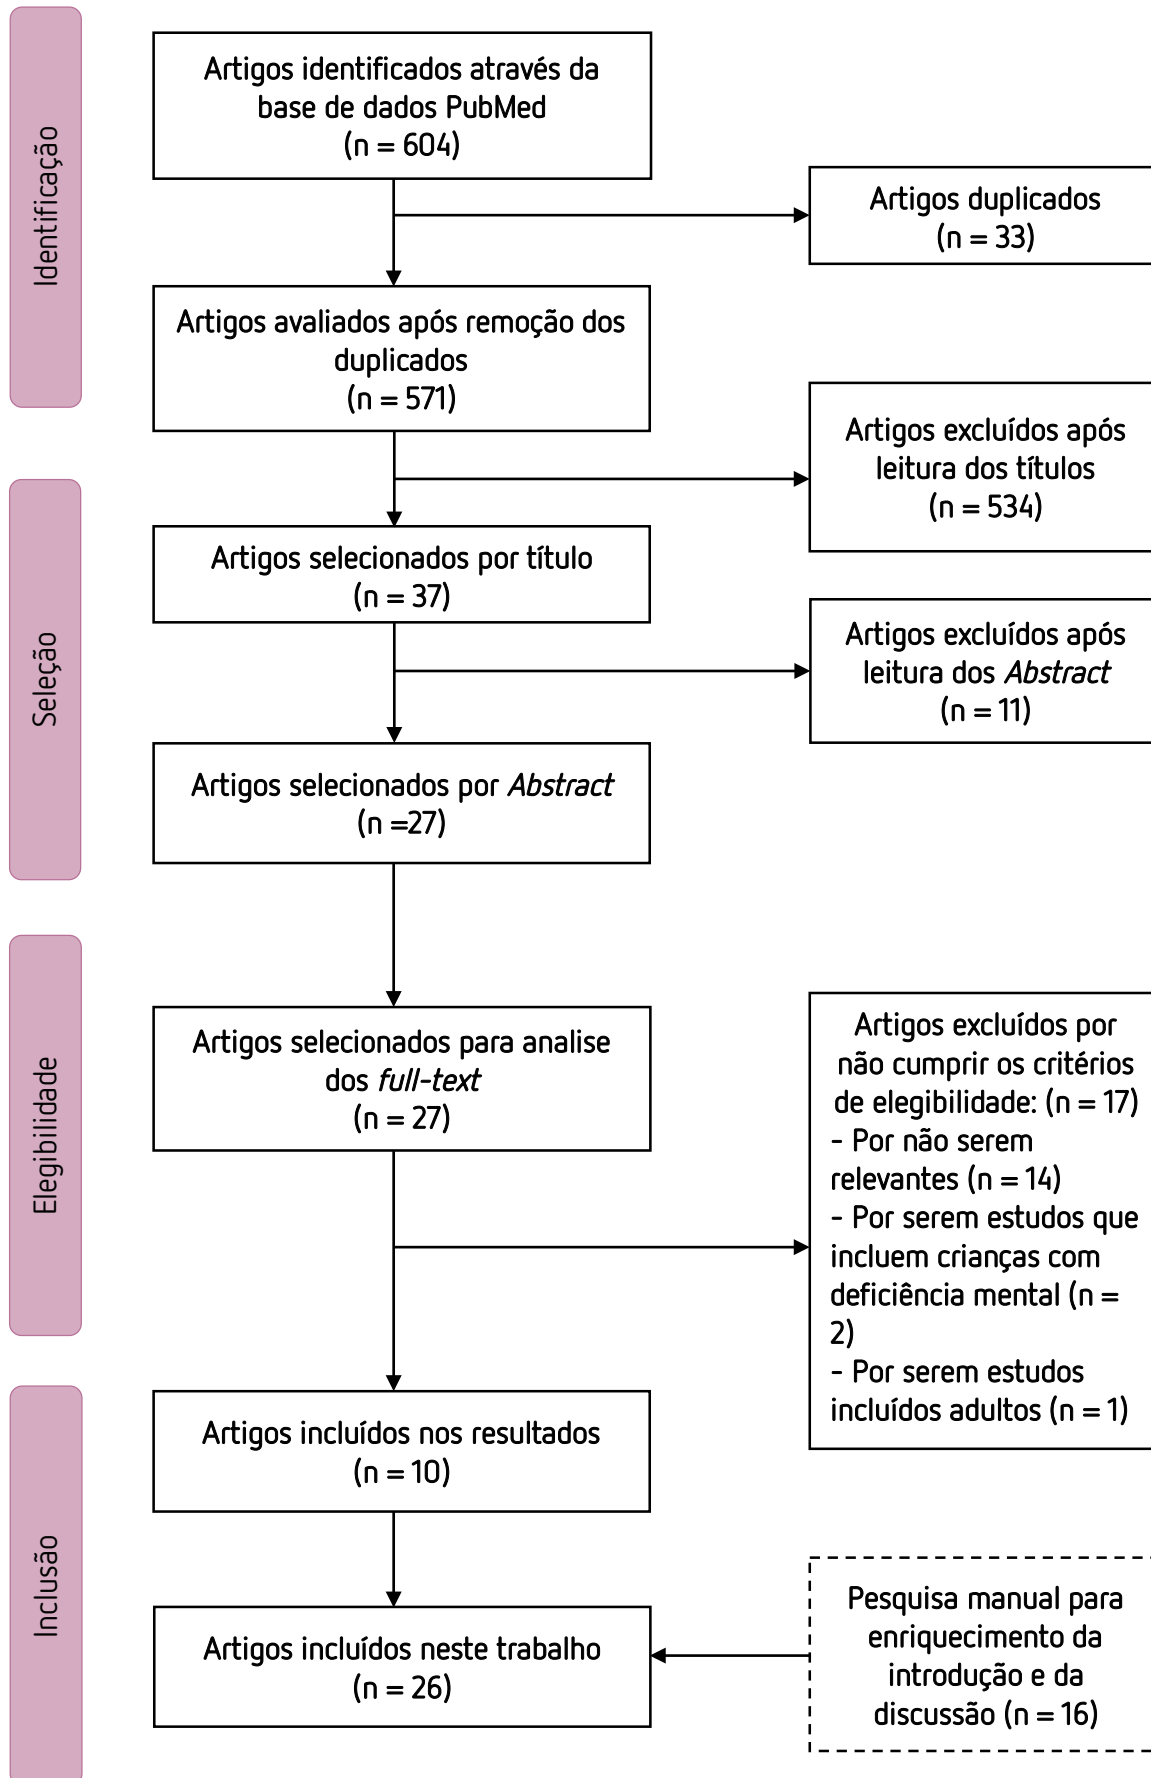 Identificação
Artigos identificados através da
base de dados PubMed
(n = 604)
Artigos duplicados
(n = 33)
Artigos avaliados após remoção dos
duplicados
(n = 571)
Artigos excluídos após
leitura dos títulos
(n = 534)
Seleção
Artigos selecionados por título
(n = 37)
Artigos excluídos após
leitura dos Abstract
(n = 11)
Artigos selecionados por Abstract
(n =27)
Elegibilidade
Artigos selecionados para analise
dos full-text
(n = 27)
Artigos excluídos por
não cumprir os critérios
de elegibilidade: (n = 17)
- Por não serem
relevantes (n = 14)
- Por serem estudos que
incluem crianças com
deficiência mental (n =
2)
- Por serem estudos
incluídos adultos (n = 1)
Inclusão
Artigos incluídos nos resultados
(n = 10)
Artigos incluídos neste trabalho
(n = 26)
Pesquisa manual para
enriquecimento da
introdução e da
discussão (n = 16)